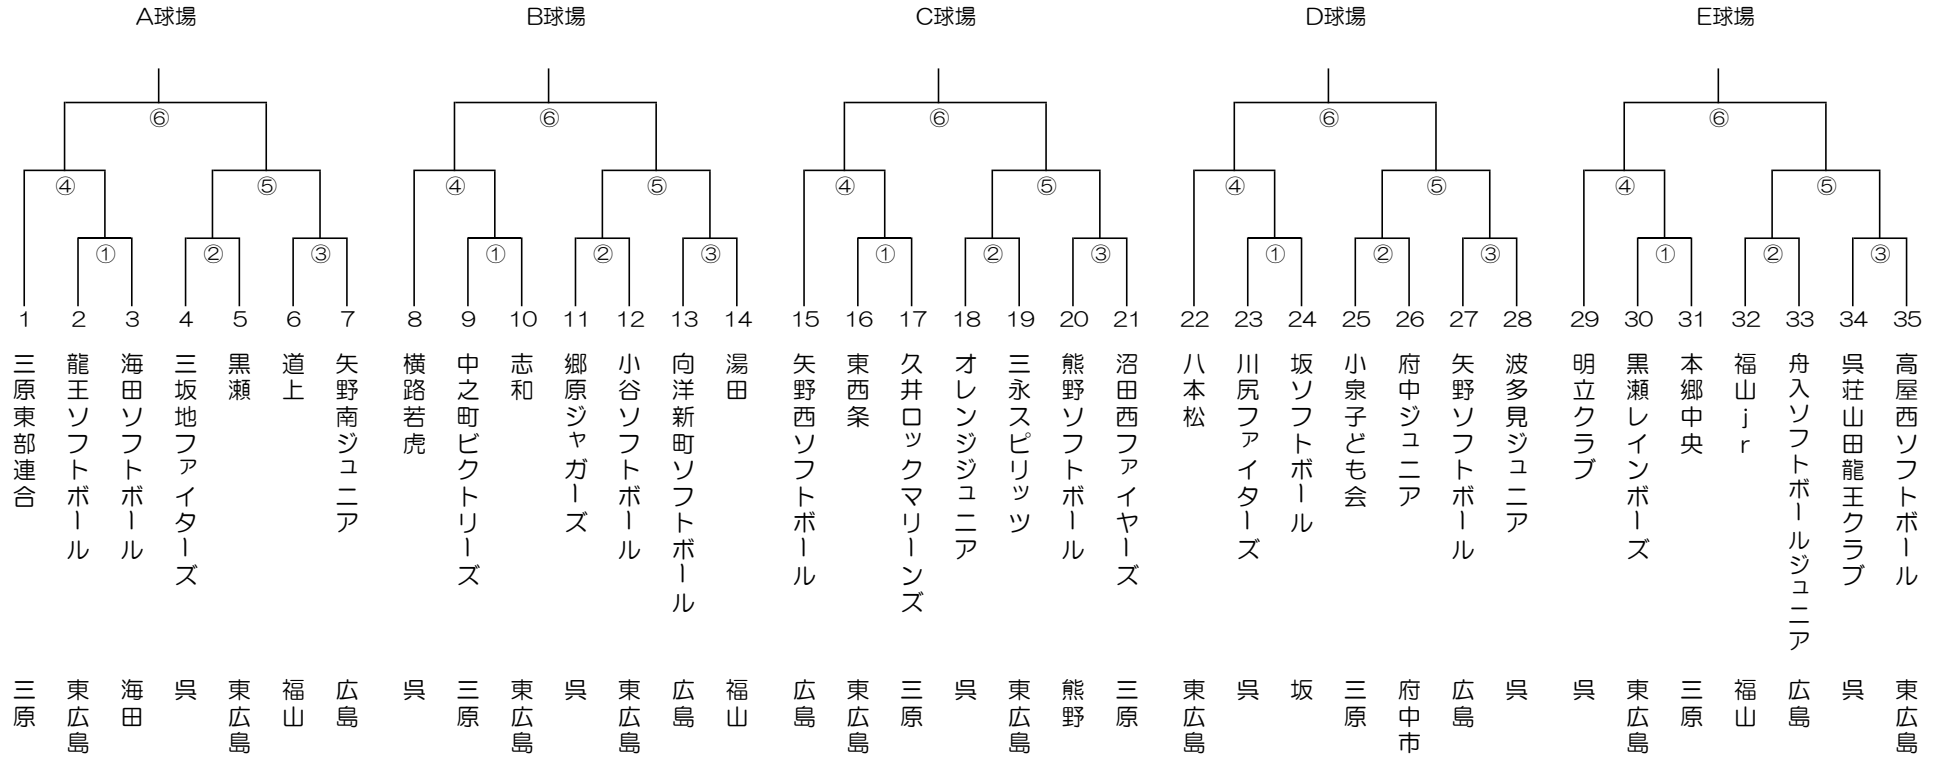 A球場 B球場 C球場 D球場 E球場
⑥ ⑥ ⑥ ⑥ ⑥
④ ⑤ ④ ⑤ ④ ⑤ ④ ⑤ ④ ⑤
① ② ③ ① ② ③ ① ② ③ ① ② ③ ① ② ③
1 2 3 4 5 6 7 8 9 10 11 12 13 14 15 16 17 18 19 20 21 22 23 24 25 26 27 28 29 30 31 32 33 34 35
三原東部連合
龍王ソフトボール
海田ソフトボール
三坂地ファイターズ
黒瀬
道上
矢野南ジュニア
横路若虎
中之町ビクトリーズ
志和
郷原ジャガーズ
小谷ソフトボール
向洋新町ソフトボール
湯田
矢野西ソフトボール
東西条
久井ロックマリーンズ
オレンジジュニア
三永スピリッツ
熊野ソフトボール
沼田西ファイヤーズ
八本松
川尻ファイターズ
坂ソフトボール
小泉子ども会
府中ジュニア
矢野ソフトボール
波多見ジュニア
明立クラブ
黒瀬レインボーズ
本郷中央
福山jr
舟入ソフトボールジュニア
呉荘山田龍王クラブ
高屋西ソフトボール
三原
東広島
海田
呉
東広島
福山
広島
呉
三原
東広島
呉
東広島
広島
福山
広島
東広島
三原
呉
東広島
熊野
三原
東広島
呉
坂
三原
府中市
広島
呉
呉
東広島
三原
福山
広島
呉
東広島